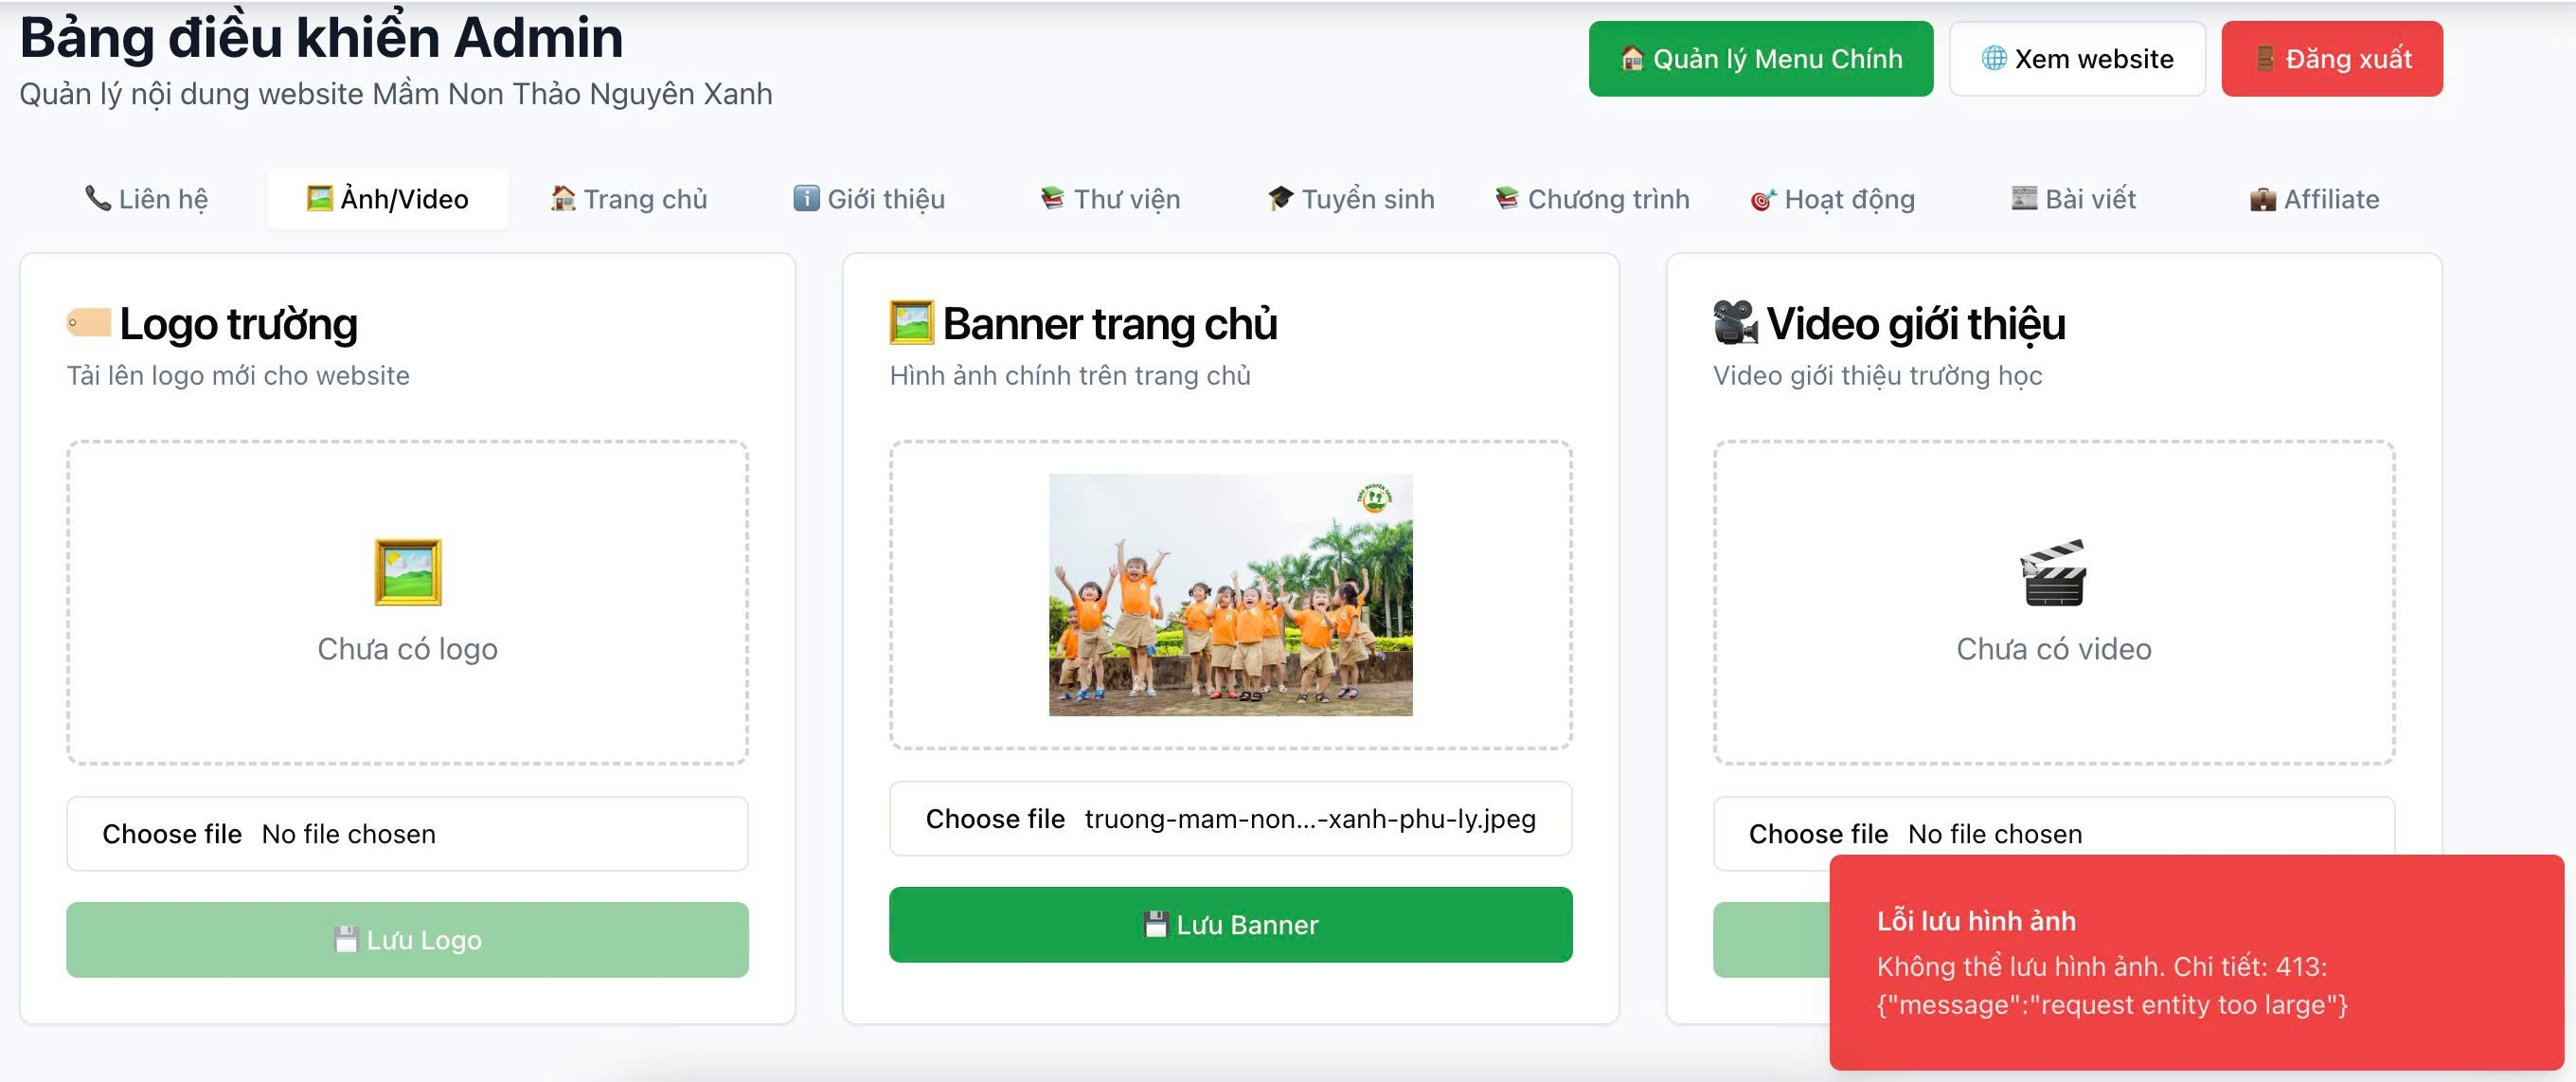 Bảng điều khiển Admin
Quản lý nội dung website Mầm Non Thảo Nguyên Xanh
Quản lý Menu Chính
Xem website
Đăng xuất
Liên hệ
Ảnh/Video
Trang chủ
Giới thiệu
Thư viện
Tuyển sinh
Chương trình
Hoạt động
Bài viết
Affiliate
Logo trường
Tải lên logo mới cho website
Chưa có logo
Choose file No file chosen
Lưu Logo
Banner trang chủ
Hình ảnh chính trên trang chủ
THẢO NGUYÊN XANH
Choose file truong-mam-non...-xanh-phu-ly.jpeg
Lưu Banner
Video giới thiệu
Video giới thiệu trường học
Chưa có video
Choose file No file chosen
Lỗi lưu hình ảnh
Không thể lưu hình ảnh. Chi tiết: 413:
{"message":"request entity too large"}